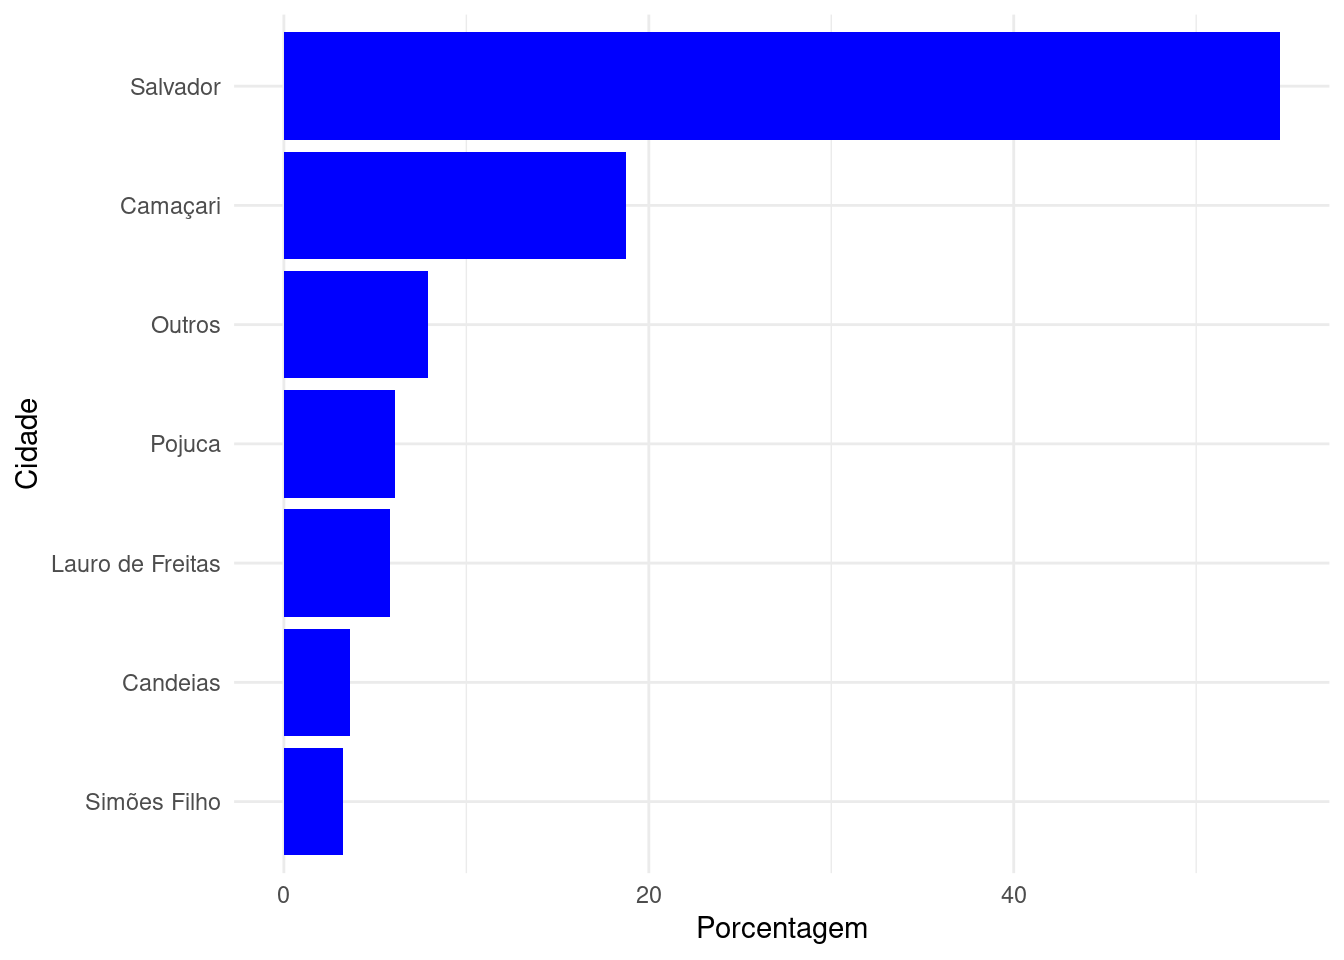 Salvador
Camaçari
Outros
Pojuca
Lauro de Freitas
Candeias
Simões Filho
Cidade
0 20 40
Porcentagem